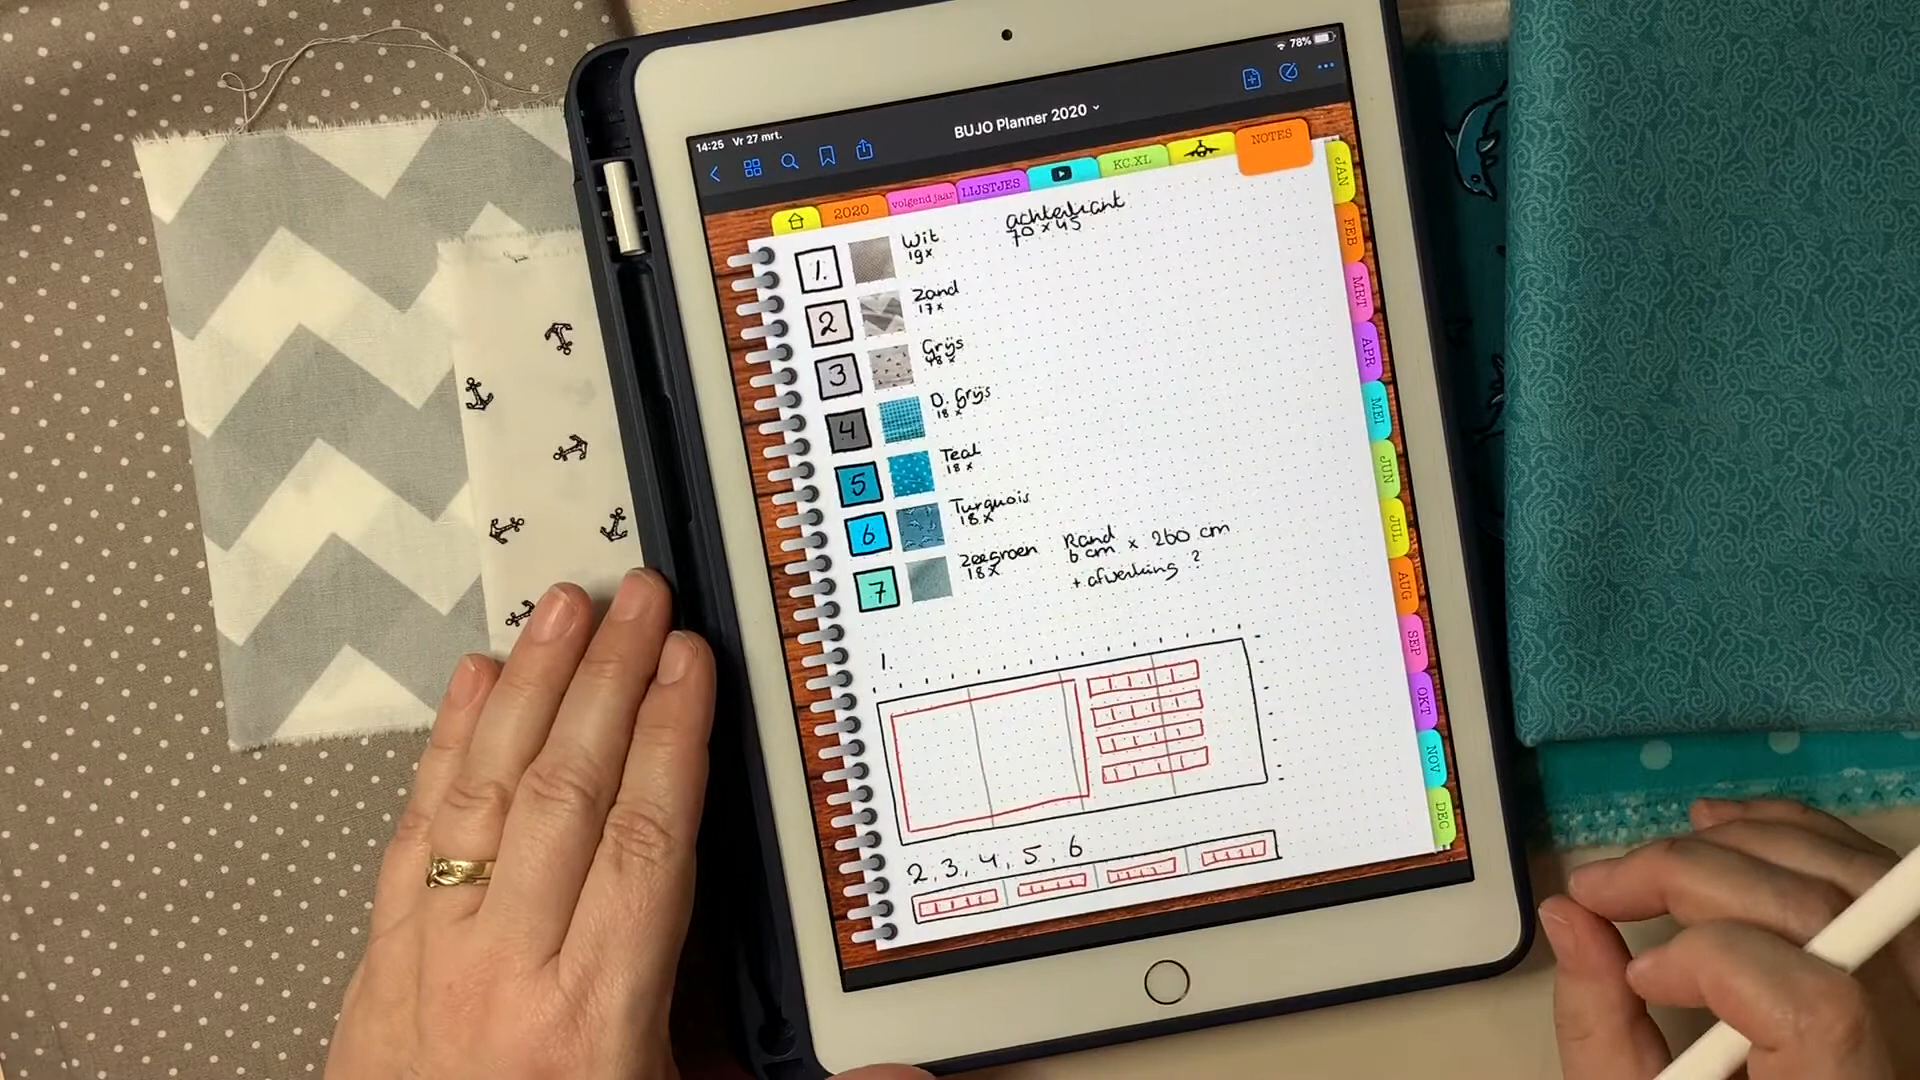 14:25 Vr 27 mrt.
78%
BUJO Planner 2020
2020
volgend jaar
LIJSTJES
KC.XL
NOTES
achterkant
70 x 45
1.
Wit
19x
2
Zand
17x
3
Grijs
48x
4
D. Grijs
18 x
5
Teal
18 x
6
Turquois
18x
7
Zeegroen
18x
Rand
6 cm x 260 cm
+ afwerking ?
1.
2, 3, 4, 5, 6
JAN
FEB
MRT
APR
MEI
JUN
JUL
AUG
SEP
OKT
NOV
DEC